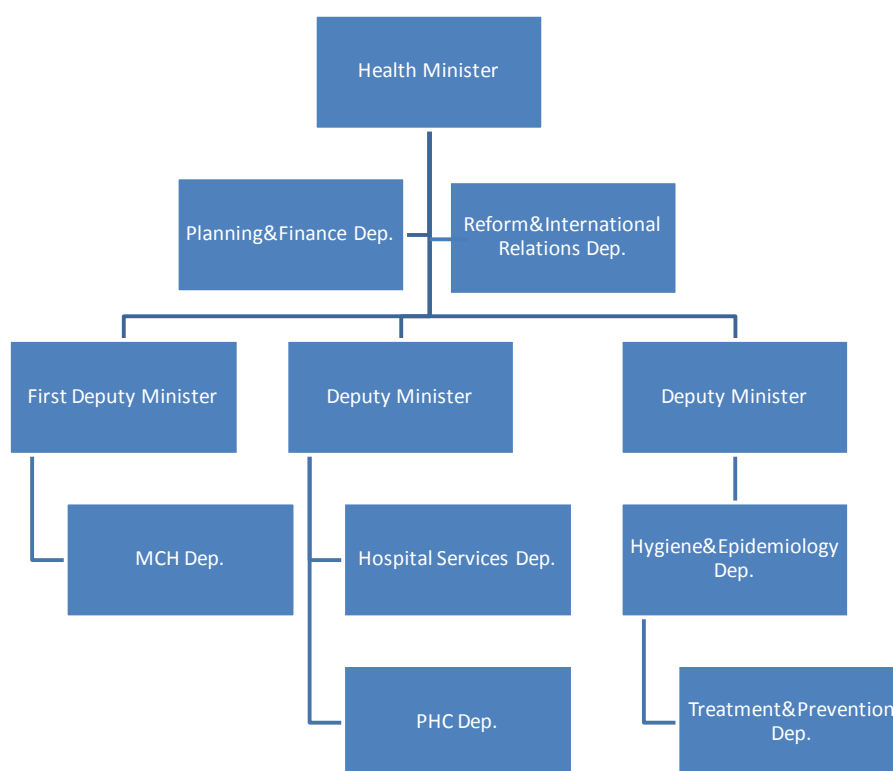 Health Minister
Planning&Finance Dep.
Reform&International
Relations Dep.
First Deputy Minister
Deputy Minister
Deputy Minister
MCH Dep.
Hospital Services Dep.
Hygiene&Epidemiology
Dep.
PHC Dep.
Treatment&Prevention
Dep.